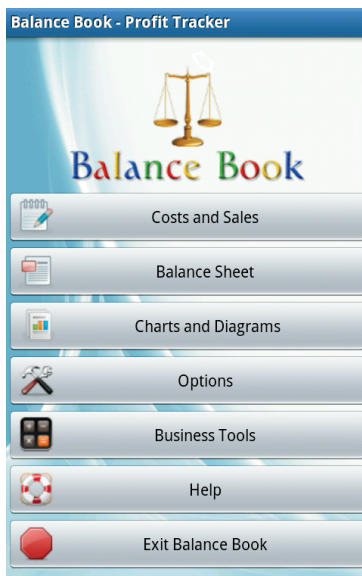 Balance Book - Profit Tracker
Balance Book
Costs and Sales
Balance Sheet
Charts and Diagrams
Options
Business Tools
Help
Exit Balance Book